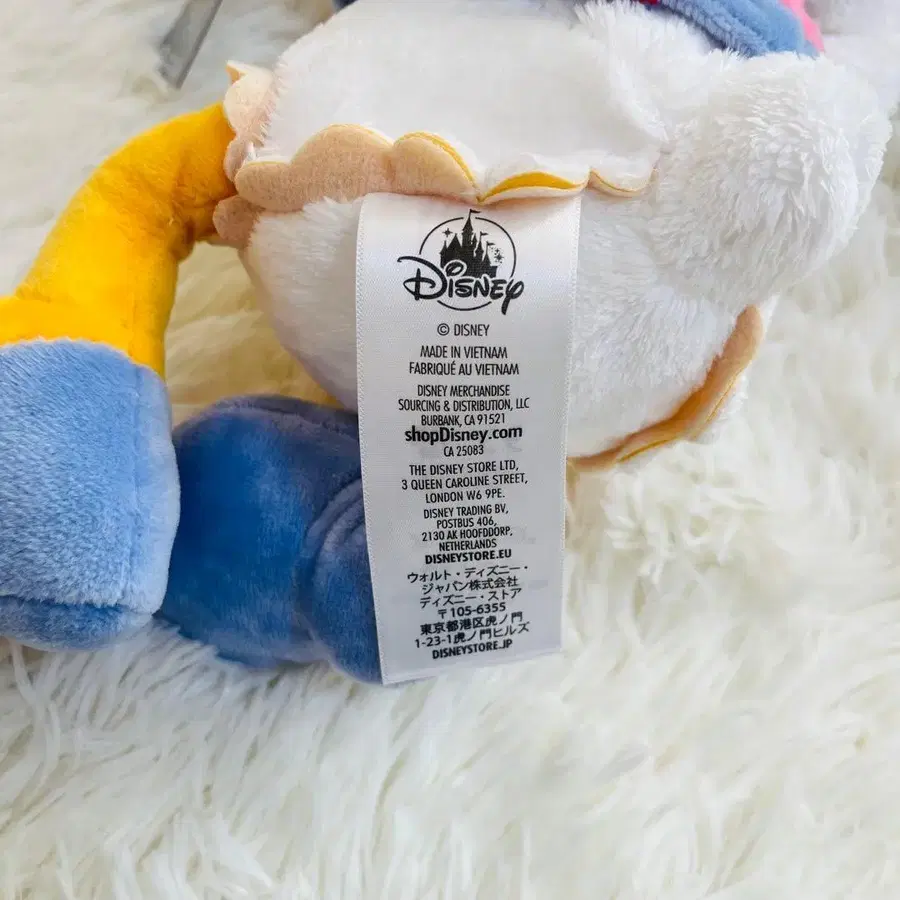 Disney
© DISNEY
MADE IN VIETNAM
FABRIQUÉ AU VIETNAM
DISNEY MERCHANDISE
SOURCING & DISTRIBUTION, LLC
BURBANK, CA 91521
shopDisney.com
CA 25083
THE DISNEY STORE LTD,
3 QUEEN CAROLINE STREET,
LONDON W6 9PE.
DISNEY TRADING BV,
POSTBUS 406,
2130 AK HOOFDDORP,
NETHERLANDS
DISNEYSTORE.EU
ウォルト・ディズニー・
ジャパン株式会社
ディズニー・ストア
〒105-6355
東京都港区虎ノ門
1-23-1虎ノ門ヒルズ
DISNEYSTORE.JP